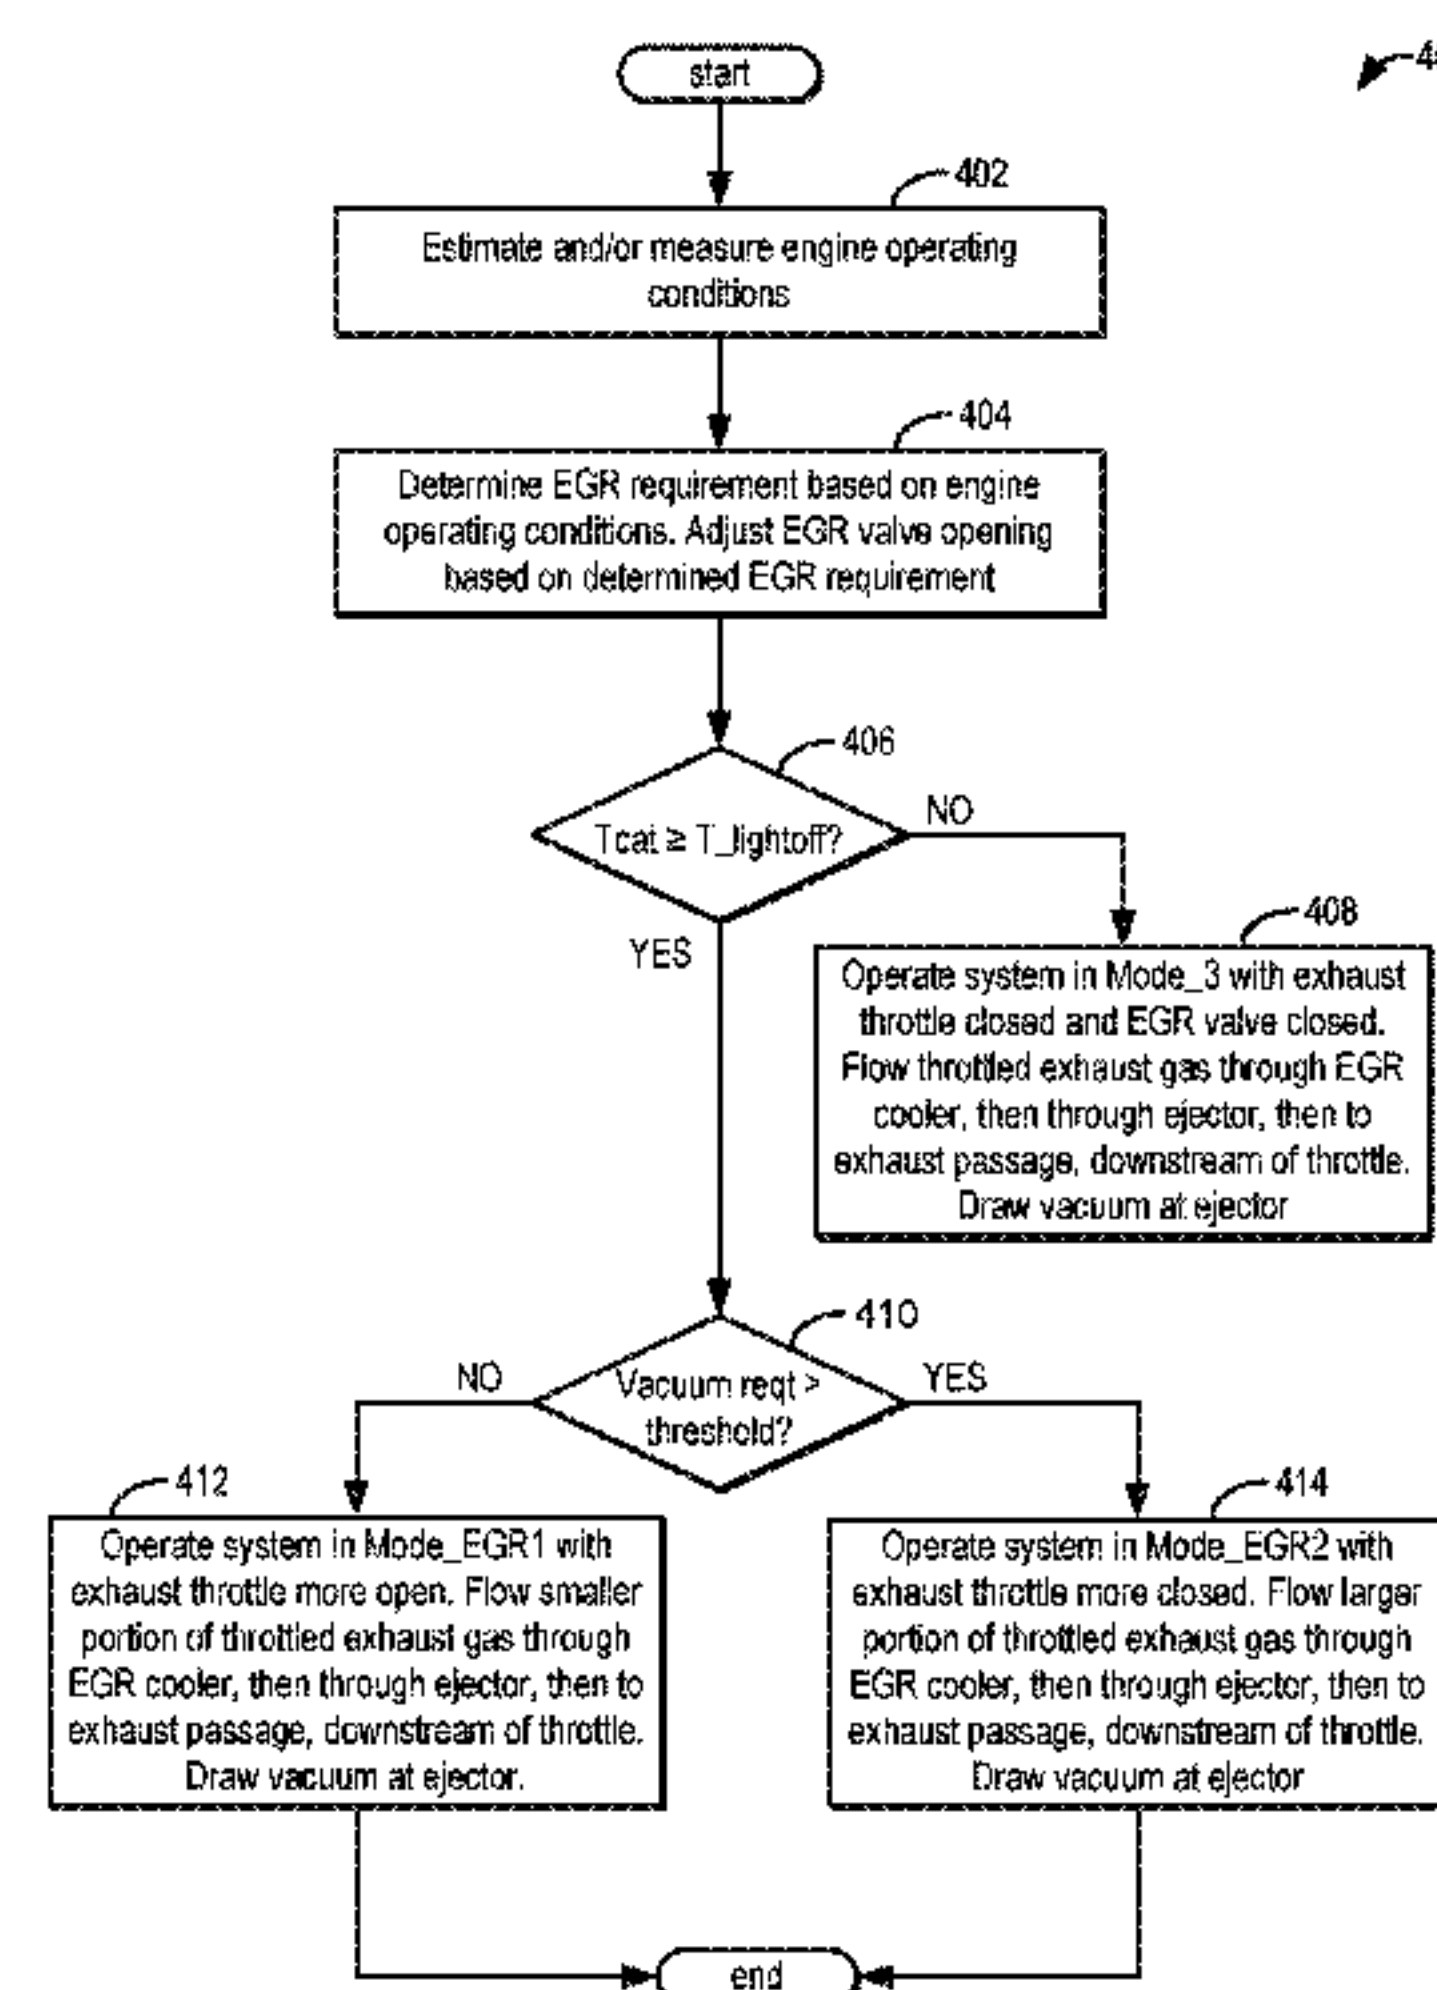 start
402
Estimate and/or measure engine operating
conditions
404
Determine EGR requirement based on engine
operating conditions. Adjust EGR valve opening
based on determined EGR requirement
406
Tcat ≥ T_lightoff?
NO
YES
408
Operate system in Mode_3 with exhaust
throttle closed and EGR valve closed.
Flow throttled exhaust gas through EGR
cooler, then through ejector, then to
exhaust passage, downstream of throttle.
Draw vacuum at ejector
410
Vacuum reqt >
threshold?
NO
YES
412
Operate system in Mode_EGR1 with
exhaust throttle more open. Flow smaller
portion of throttled exhaust gas through
EGR cooler, then through ejector, then to
exhaust passage, downstream of throttle.
Draw vacuum at ejector.
414
Operate system in Mode_EGR2 with
exhaust throttle more closed. Flow larger
portion of throttled exhaust gas through
EGR cooler, then through ejector, then to
exhaust passage, downstream of throttle.
Draw vacuum at ejector
end